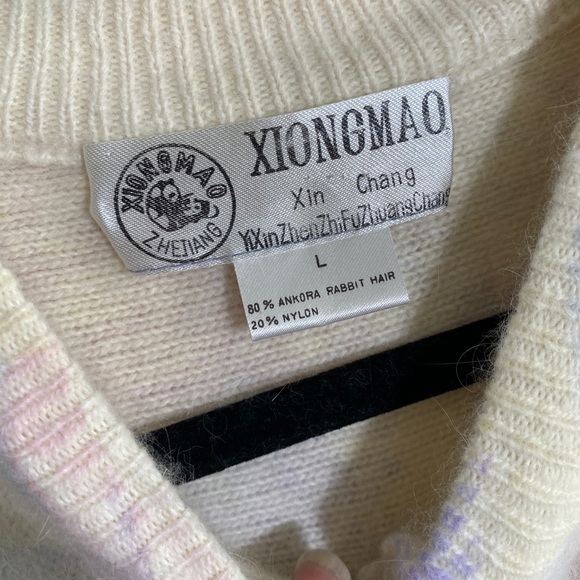 XIONGMAO
ZHEJIANG
XIONGMAO
Xin Chang
YiXinZhenZhiFuZhuangChang
L
80% ANKORA RABBIT HAIR
20% NYLON